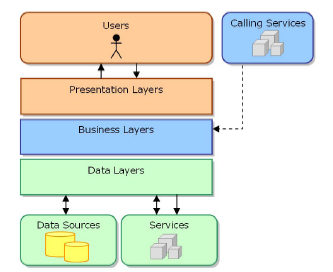 Users
Calling Services
Presentation Layers
Business Layers
Data Layers
Data Sources
Services